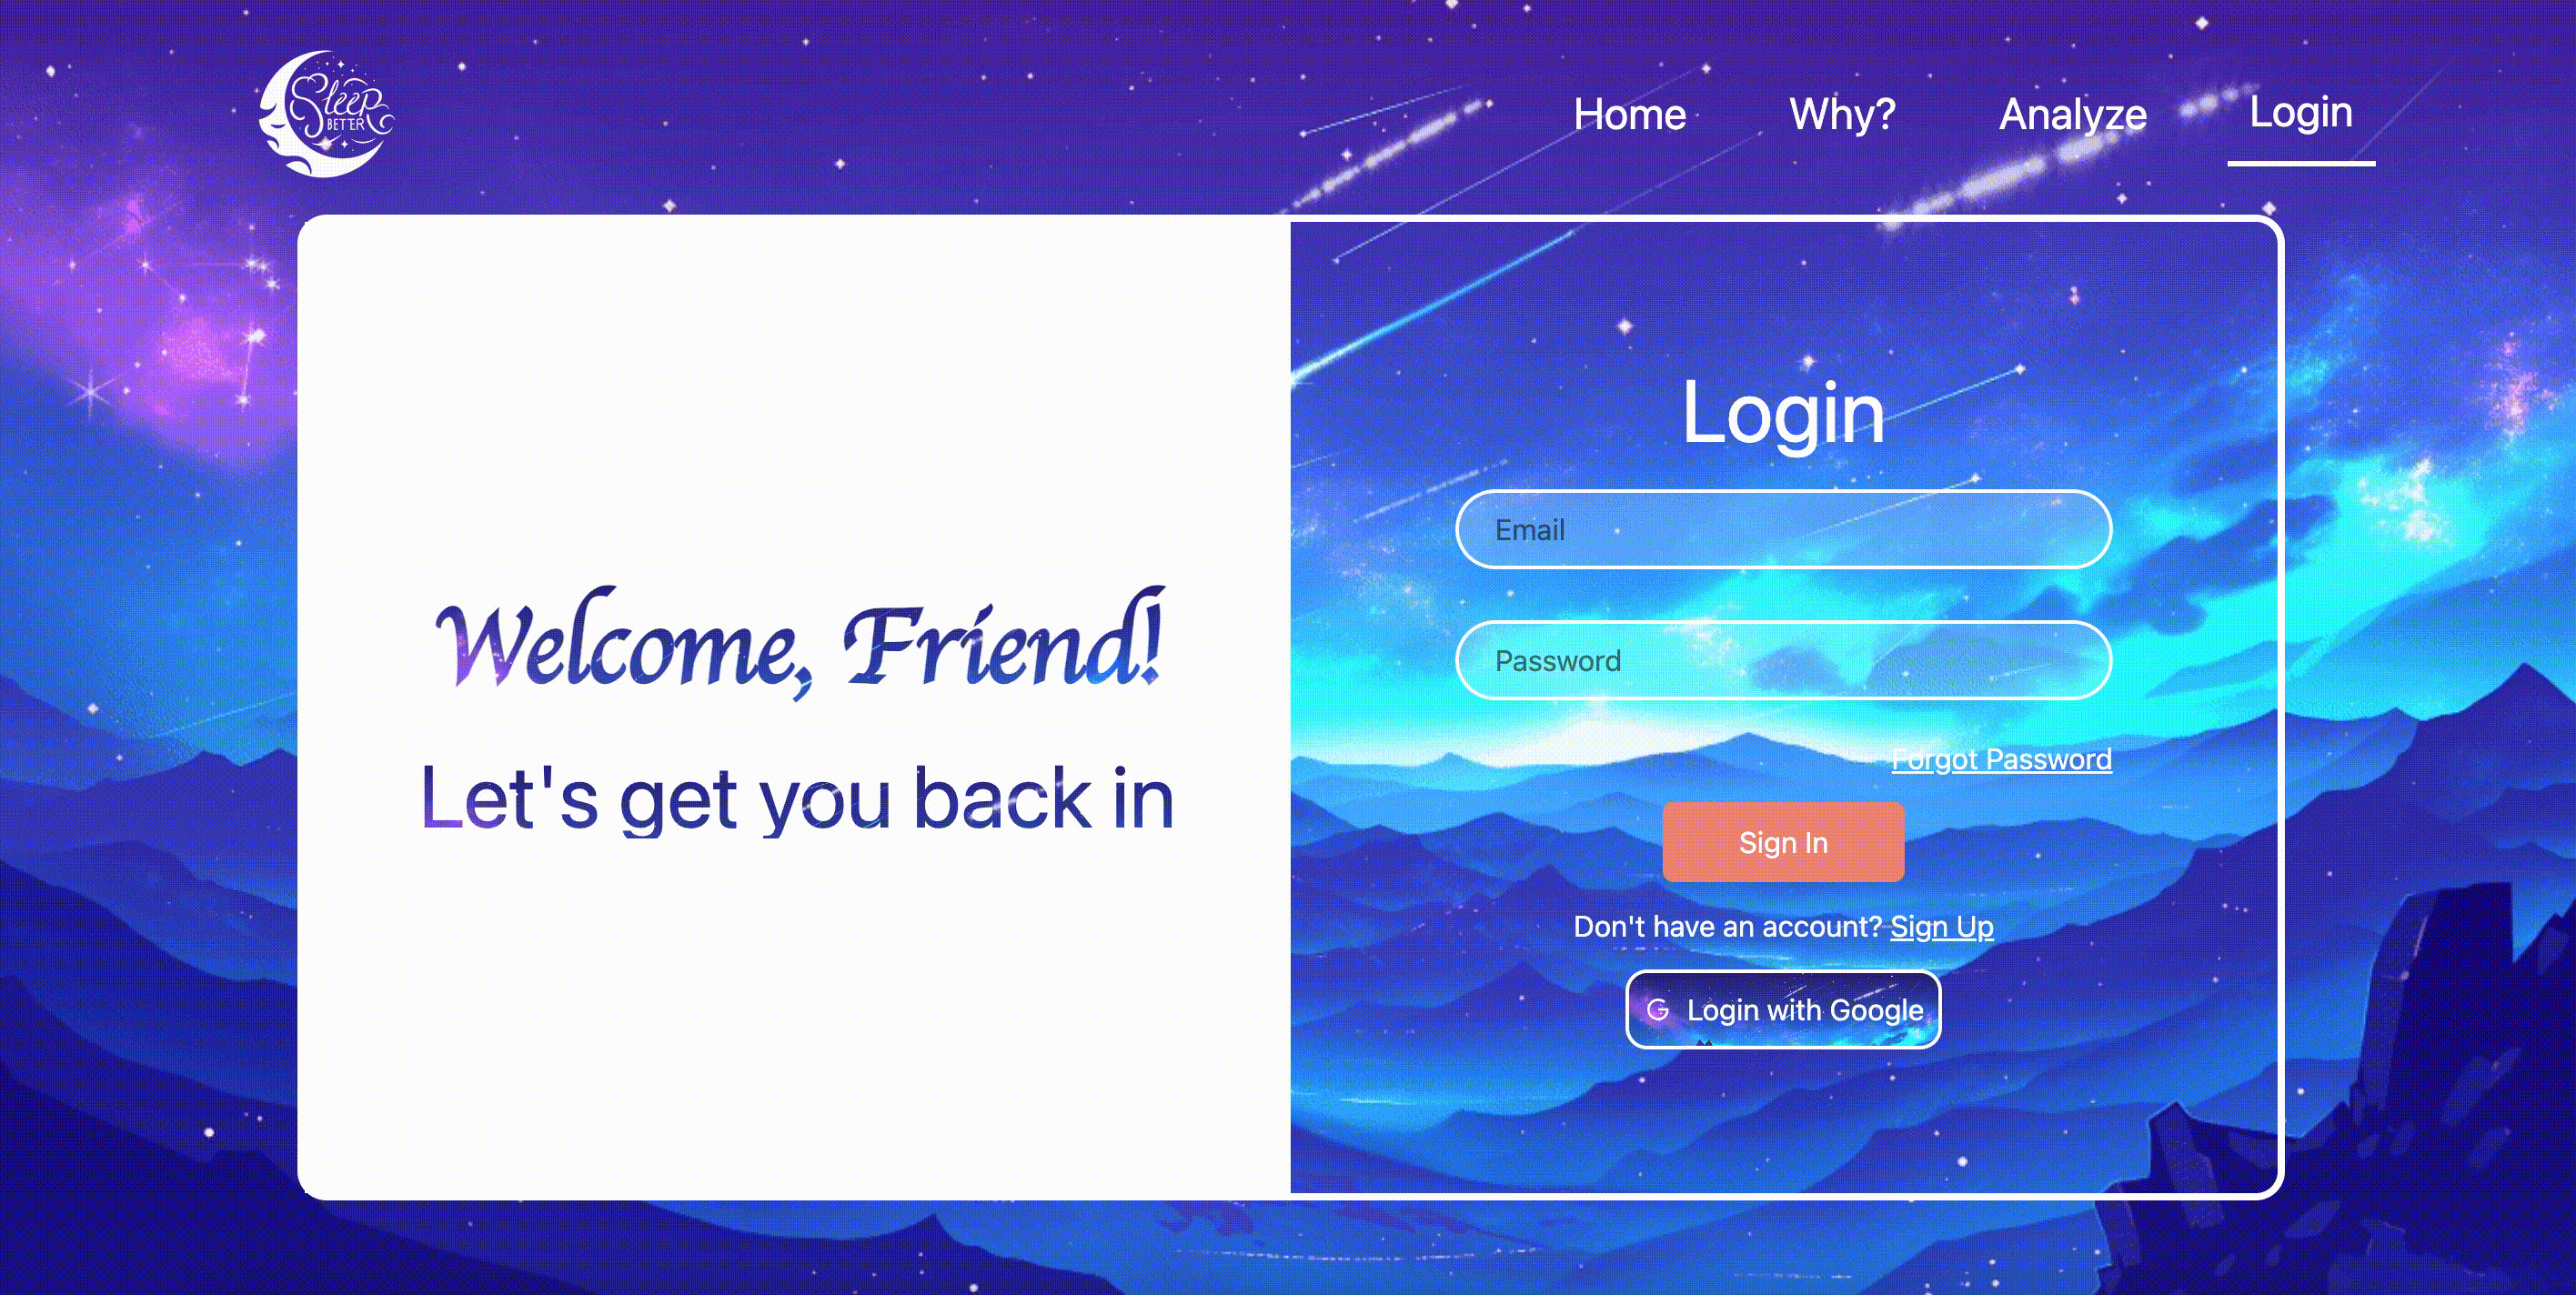 Sleep
BETTER
Home
Why?
Analyze
Login
Welcome, Friend!
Let's get you back in
Login
Email
Password
Forgot Password
Sign In
Don't have an account? Sign Up
G Login with Google